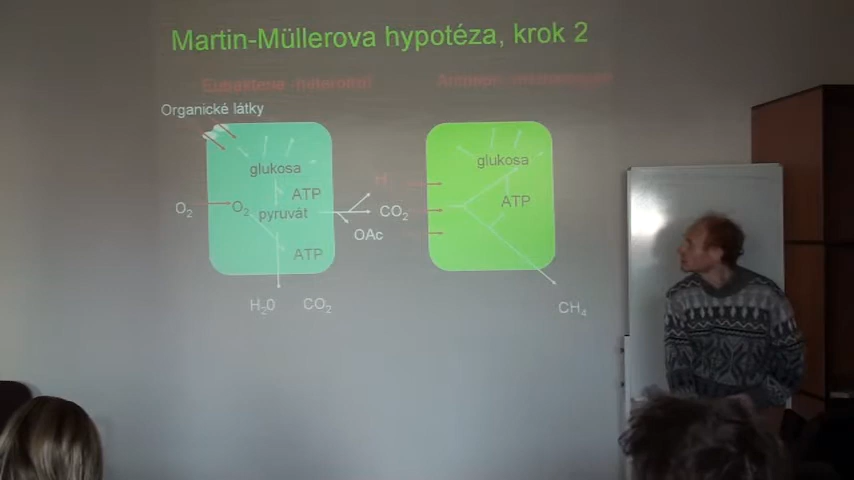 Martin-Müllerova hypotéza, krok 2
Organické látky
glukosa
ATP
O2
O2
pyruvát
ATP
H20
CO2
H
CO2
OAc
glukosa
ATP
CH4